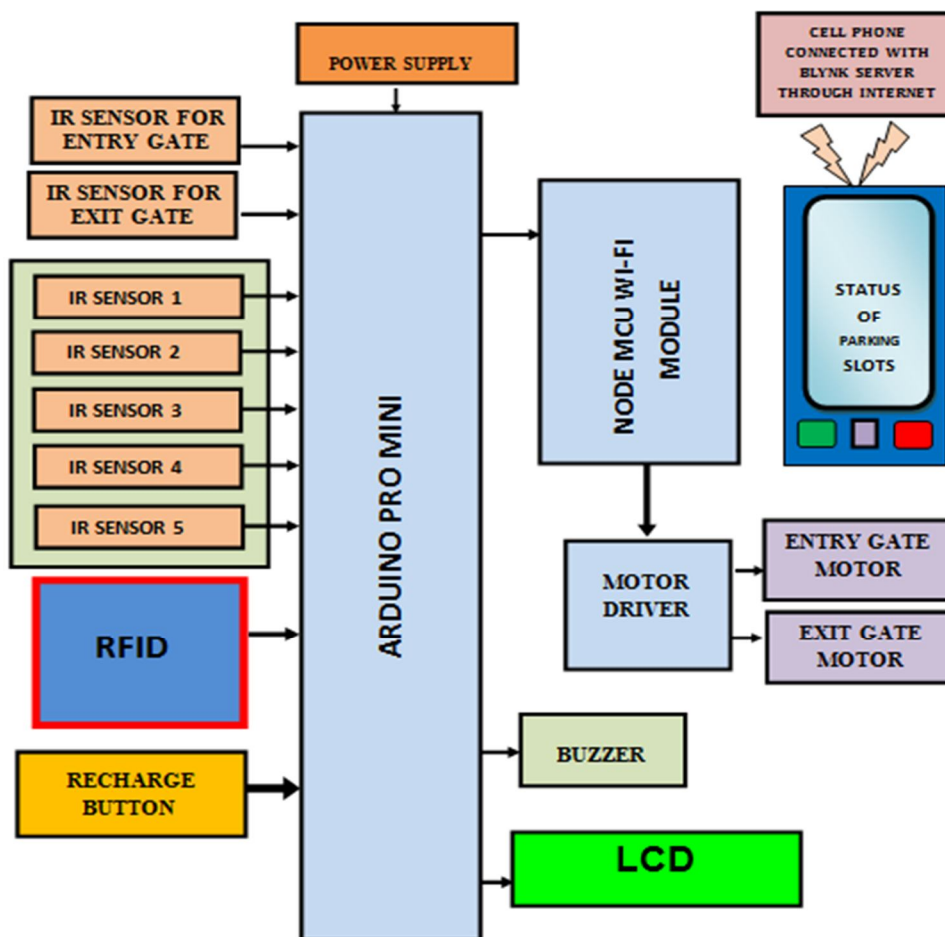 POWER SUPPLY
CELL PHONE
CONNECTED WITH
BLYNK SERVER
THROUGH INTERNET
IR SENSOR FOR
ENTRY GATE
IR SENSOR FOR
EXIT GATE
IR SENSOR 1
IR SENSOR 2
IR SENSOR 3
IR SENSOR 4
IR SENSOR 5
RFID
RECHARGE
BUTTON
ARDUINO PRO MINI
NODE MCU WI-FI
MODULE
STATUS
OF
PARKING
SLOTS
MOTOR
DRIVER
ENTRY GATE
MOTOR
EXIT GATE
MOTOR
BUZZER
LCD